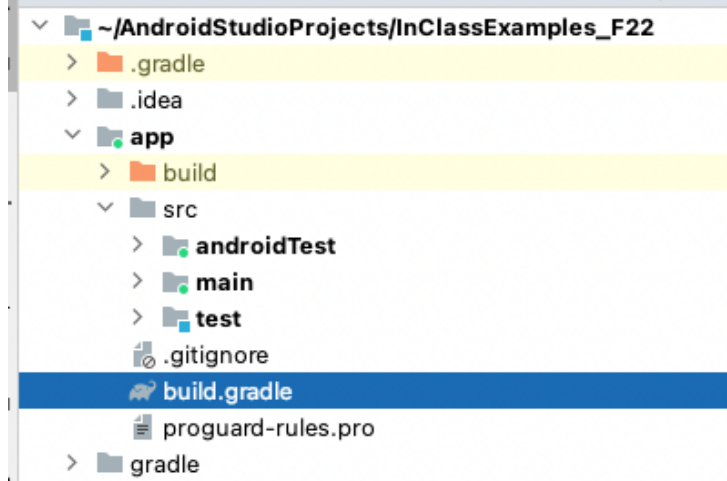 ~/AndroidStudioProjects/InClassExamples_F22
.gradle
.idea
app
build
src
androidTest
main
test
.gitignore
build.gradle
proguard-rules.pro
gradle